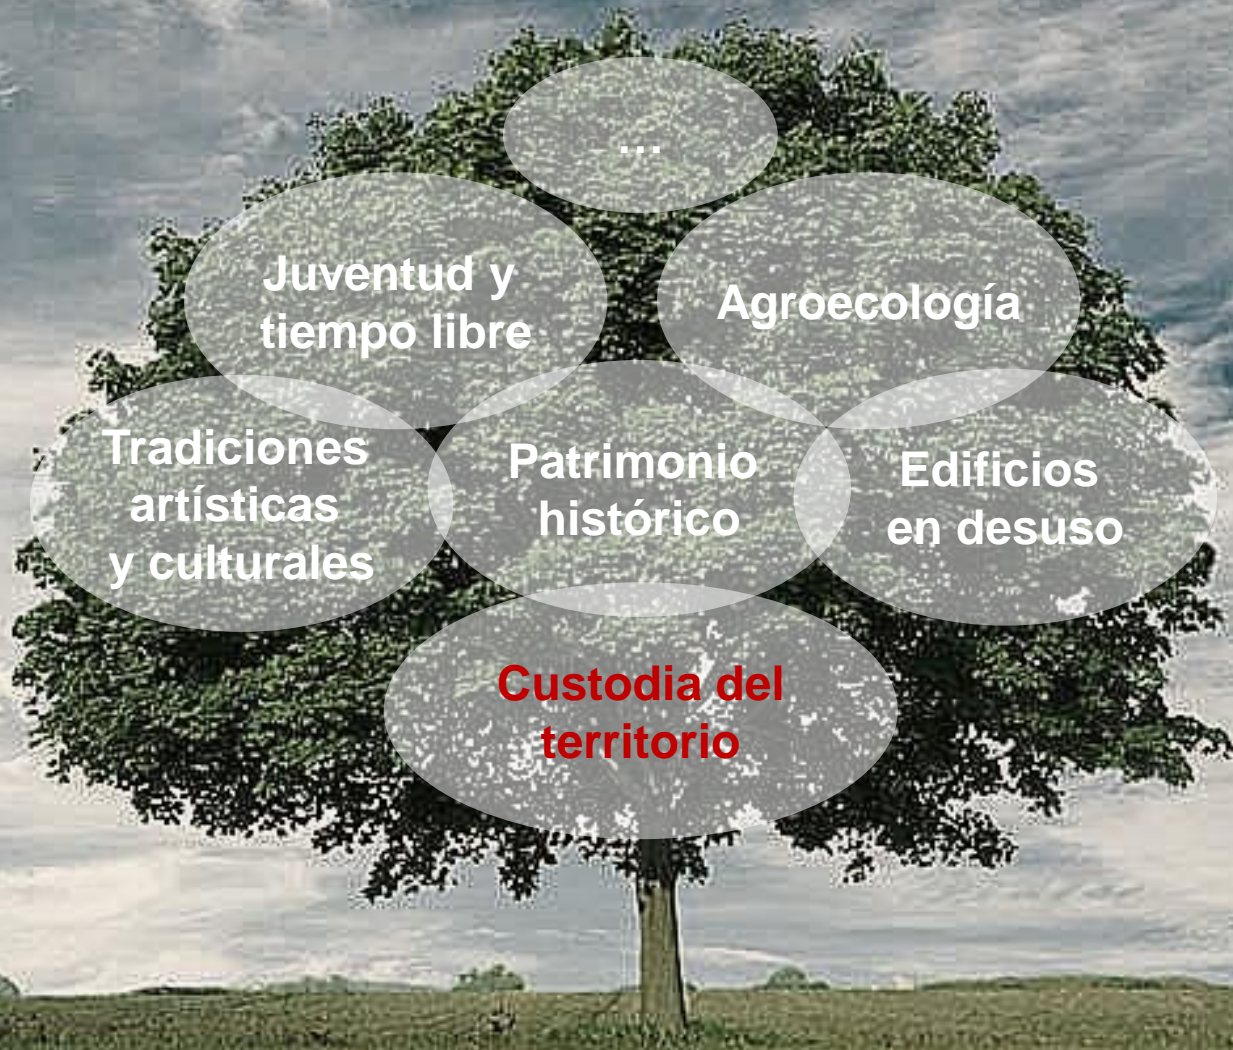 ...
Juventud y
tiempo libre
Agroecología
Tradiciones
artísticas
y culturales
Patrimonio
histórico
Edificios
en desuso
Custodia del
territorio